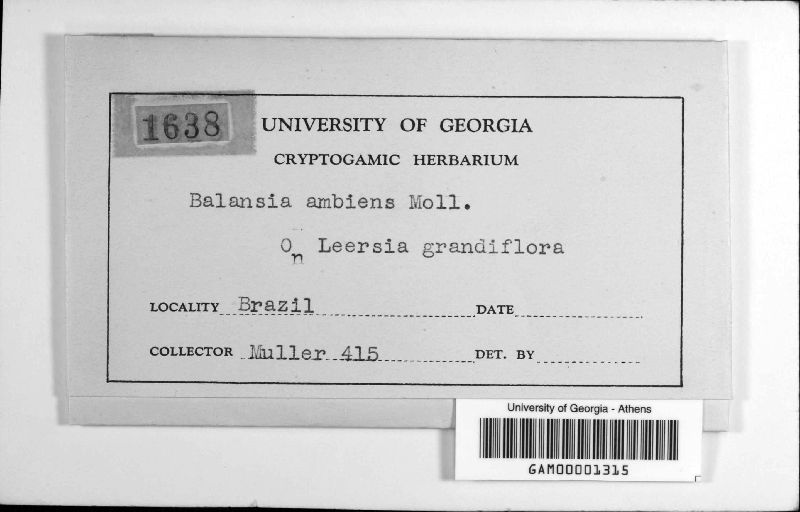 1638
UNIVERSITY OF GEORGIA
CRYPTOGAMIC HERBARIUM
Balansia ambiens Moll.
On Leersia grandiflora
LOCALITY Brazil DATE
COLLECTOR Muller 415 DET. BY
University of Georgia - Athens
GAM00001315